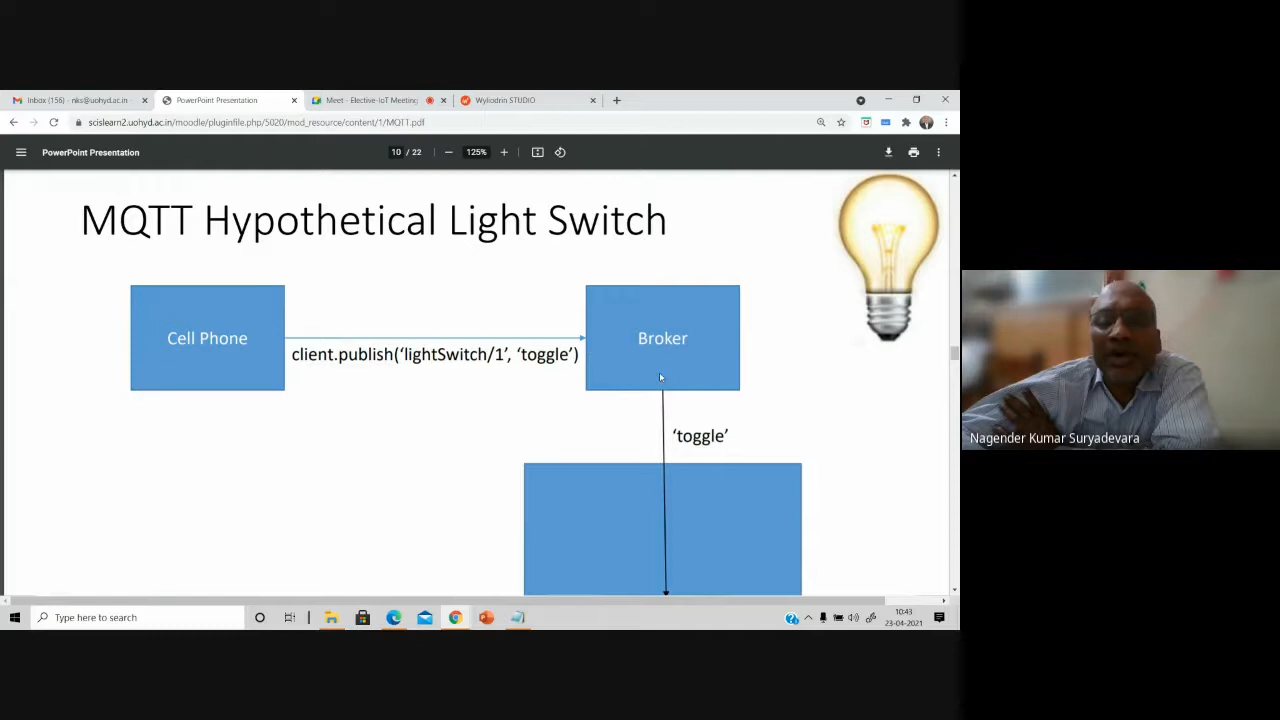 Inbox (156) - nks@uohyd.ac.in
PowerPoint Presentation
Meet - Elective-IoT Meeting
Wyliodrin STUDIO
scislearn2.uohyd.ac.in/moodle/pluginfile.php/5020/mod_resource/content/1/MQTT.pdf
PowerPoint Presentation
10 / 22
125%
MQTT Hypothetical Light Switch
Cell Phone
client.publish(‘lightSwitch/1’, ‘toggle’)
Broker
‘toggle’
Nagender Kumar Suryadevara
Type here to search
10:43
23-04-2021